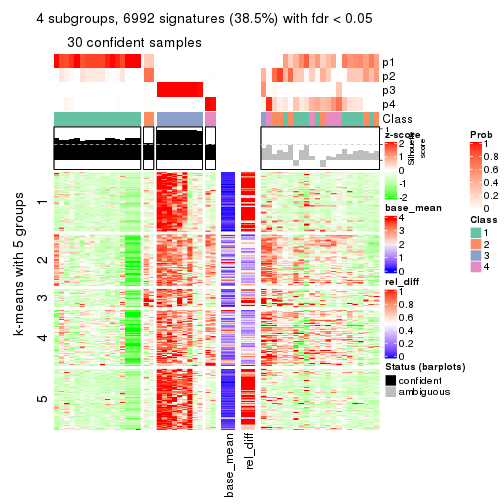 4 subgroups, 6992 signatures (38.5%) with fdr < 0.05
30 confident samples
p1
p2
p3
p4
Class
1
z-score
2
1
0
-1
-2
Silhouette
score
base_mean
4
3
2
1
0
rel_diff
1
0.8
0.6
0.4
0.2
0
Status (barplots)
confident
ambiguous
Prob
1
0.8
0.6
0.4
0.2
0
Class
1
2
3
4
k-means with 5 groups
1
2
3
4
5
base_mean
rel_diff